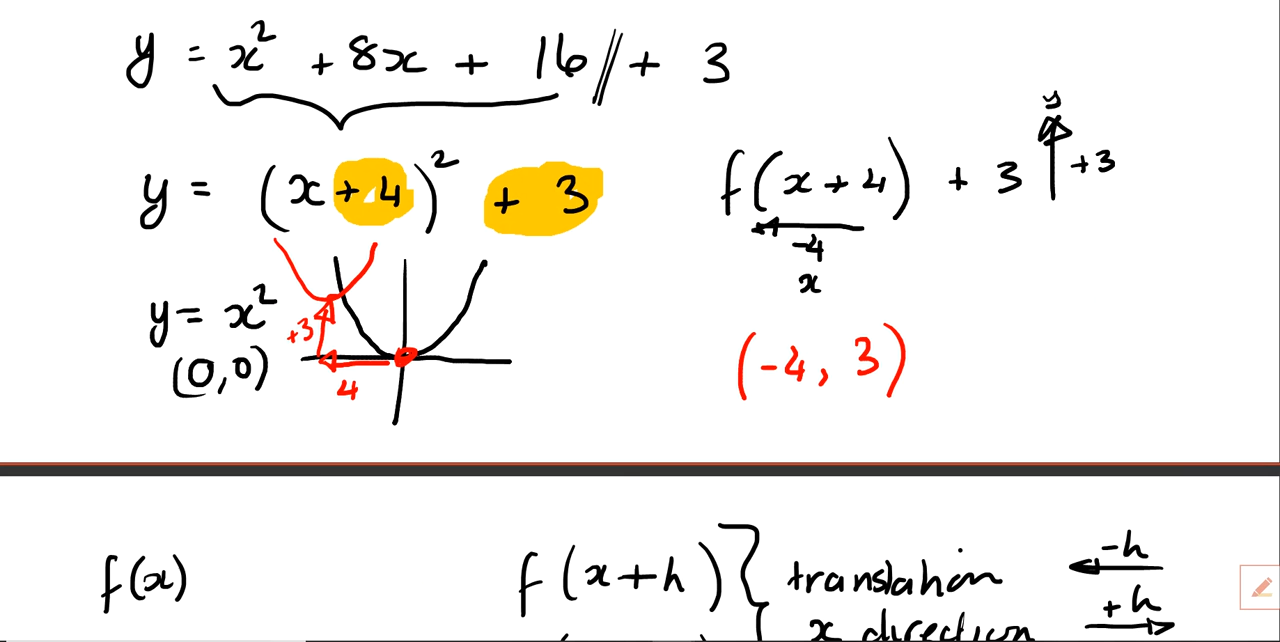 y = x² + 8x + 16 // + 3
y = (x + 4)² + 3
f(x + 4) + 3
y
+3
-4
x
y = x²
(0,0)
+3
4
(-4, 3)
f(x)
f(x+h)
translation
x direction
-h
+h